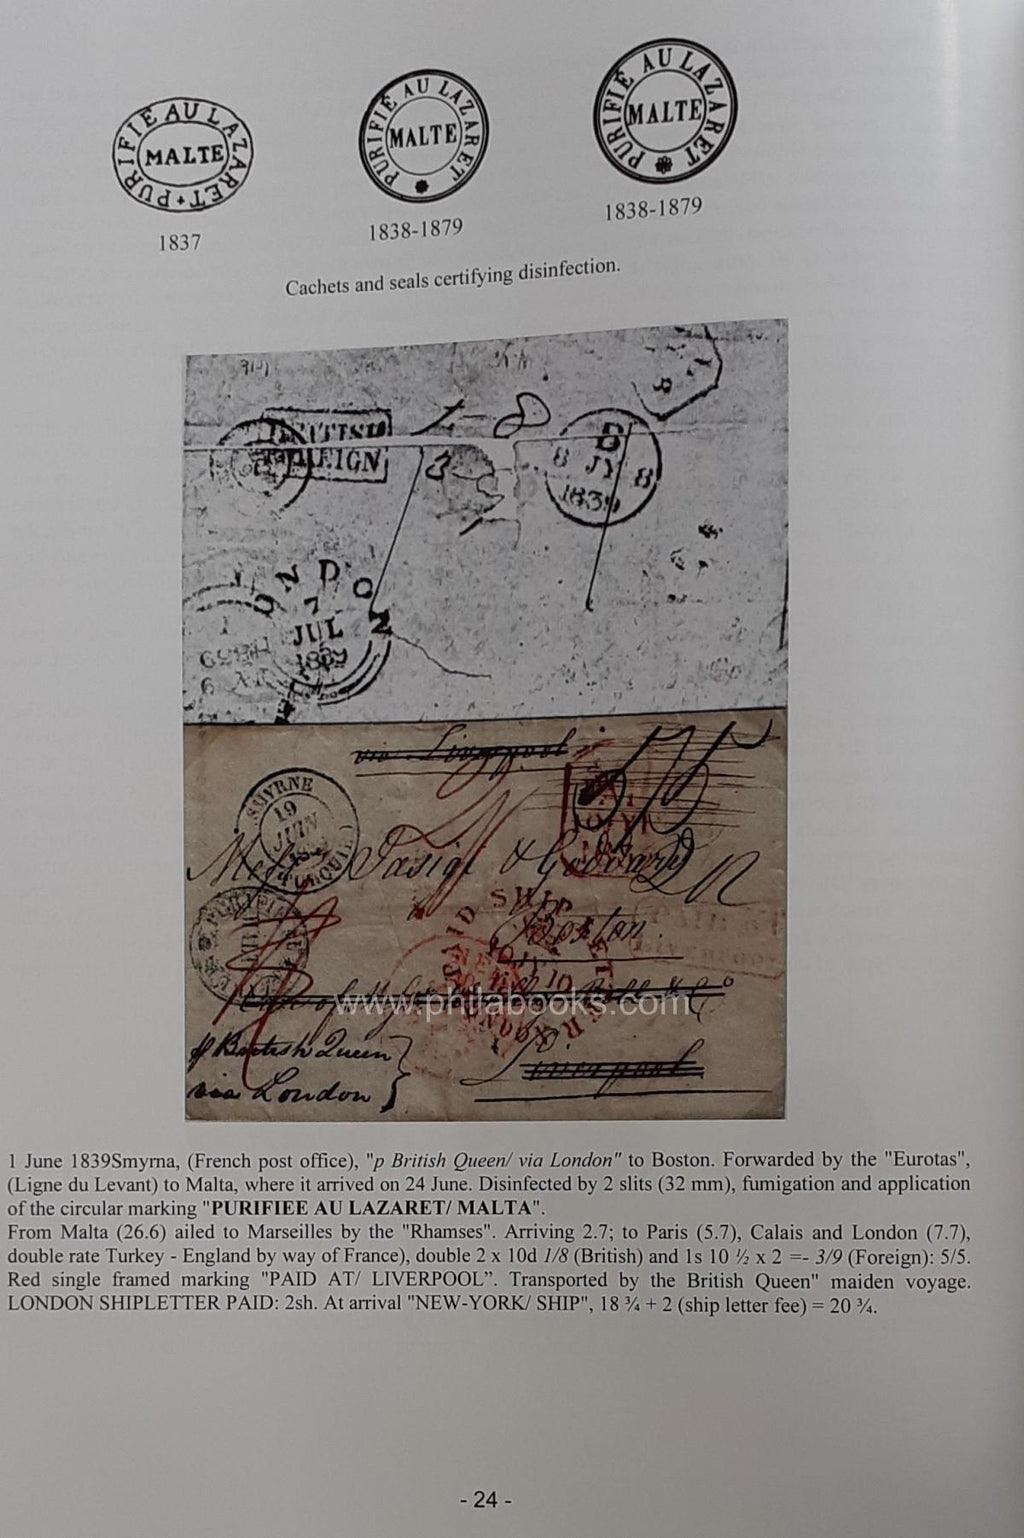 PURIFIÉ AU LAZARET
MALTE
PURIFIÉ AU LAZARET
MALTE
PURIFIÉ AU LAZARET
MALTE
1837
1838-1879
1838-1879
Cachets and seals certifying disinfection.
1-8
BRITISH
B
8 JY 8
1839
LONDON
7
JUL
1839
via Liverpool
SMYRNE
19
JUIN
Boston
PAID SHIP
www.philabooks.com
p British Queen
via London
Liverpool
1 June 1839Smyrna, (French post office), "p British Queen/ via London" to Boston. Forwarded by the "Eurotas",
(Ligne du Levant) to Malta, where it arrived on 24 June. Disinfected by 2 slits (32 mm), fumigation and application
of the circular marking "PURIFIEE AU LAZARET/ MALTA".
From Malta (26.6) ailed to Marseilles by the "Rhamses". Arriving 2.7; to Paris (5.7), Calais and London (7.7),
double rate Turkey - England by way of France), double 2 x 10d 1/8 (British) and 1s 10 ½ x 2 =- 3/9 (Foreign): 5/5.
Red single framed marking "PAID AT/ LIVERPOOL”. Transported by the British Queen" maiden voyage.
LONDON SHIPLETTER PAID: 2sh. At arrival "NEW-YORK/ SHIP", 18 ¾ + 2 (ship letter fee) = 20 ¾.
- 24 -